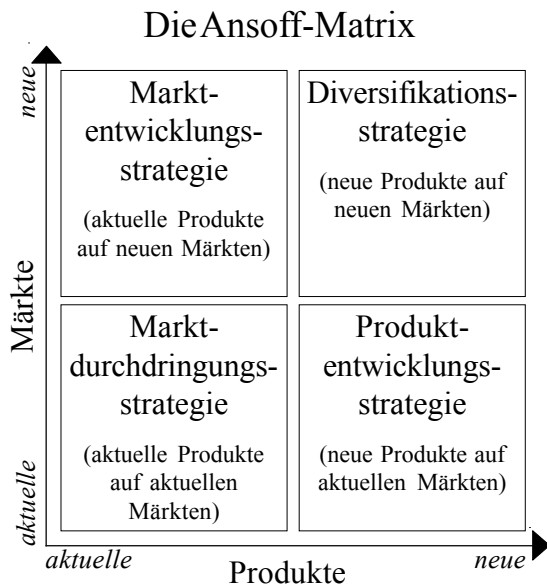 Die Ansoff-Matrix
neue
Märkte
aktuelle
Markt-
entwicklungs-
strategie
(aktuelle Produkte
auf neuen Märkten)
Diversifikations-
strategie
(neue Produkte auf
neuen Märkten)
Markt-
durchdringungs-
strategie
(aktuelle Produkte
auf aktuellen
Märkten)
Produkt-
entwicklungs-
strategie
(neue Produkte auf
aktuellen Märkten)
aktuelle
Produkte
neue